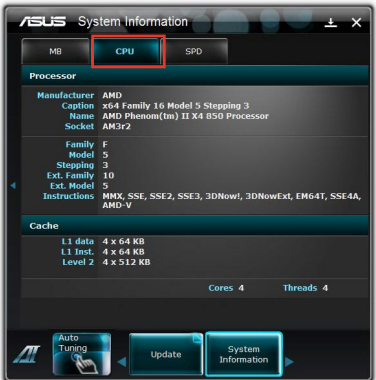 ASUS System Information
MB CPU SPD
Processor
Manufacturer AMD
Caption x64 Family 16 Model 5 Stepping 3
Name AMD Phenom(tm) II X4 850 Processor
Socket AM3r2
Family F
Model 5
Stepping 3
Ext. Family 10
Ext. Model 5
Instructions MMX, SSE, SSE2, SSE3, 3DNow!, 3DNowExt, EM64T, SSE4A,
AMD-V
Cache
L1 data 4 x 64 KB
L1 Inst. 4 x 64 KB
Level 2 4 x 512 KB
Cores 4 Threads 4
Auto
Tuning
Update
System
Information